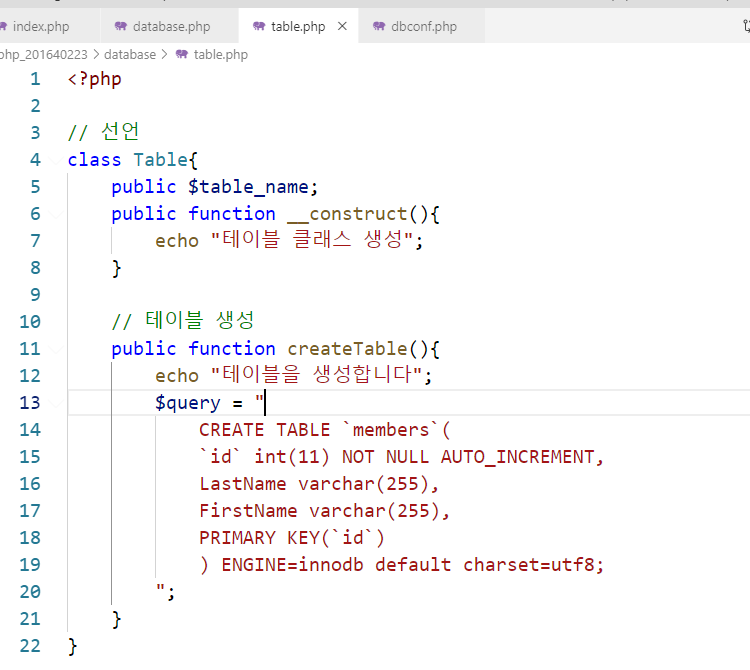 index.php database.php table.php × dbconf.php
php_201640223 > database > table.php
1 <?php
2
3 // 선언
4 class Table{
5 public $table_name;
6 public function __construct(){
7 echo "테이블 클래스 생성";
8 }
9
10 // 테이블 생성
11 public function createTable(){
12 echo "테이블을 생성합니다";
13 $query = "
14 CREATE TABLE `members`(
15 `id` int(11) NOT NULL AUTO_INCREMENT,
16 LastName varchar(255),
17 FirstName varchar(255),
18 PRIMARY KEY(`id`)
19 ) ENGINE=innodb default charset=utf8;
20 ";
21 }
22 }